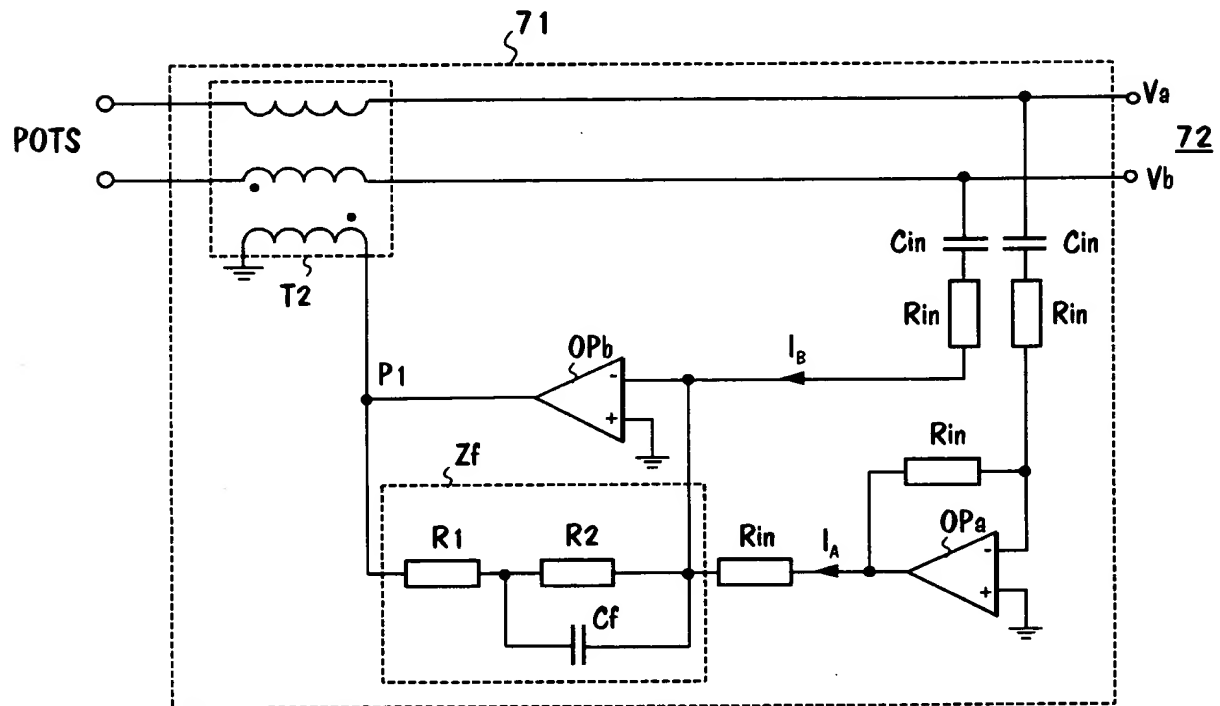 71
Va
POTS
72
Vb
Cin
Cin
T2
Rin
Rin
OPb
IB
P1
-
+
Rin
Zf
OPa
R1
R2
Rin
IA
-
+
Cf